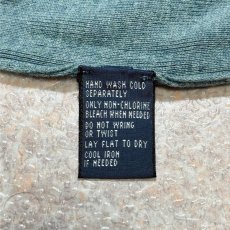 HAND WASH COLD
SEPARATELY
ONLY NON-CHLORINE
BLEACH WHEN NEEDED
DO NOT WRING
OR TWIST
LAY FLAT TO DRY
COOL IRON
IF NEEDED